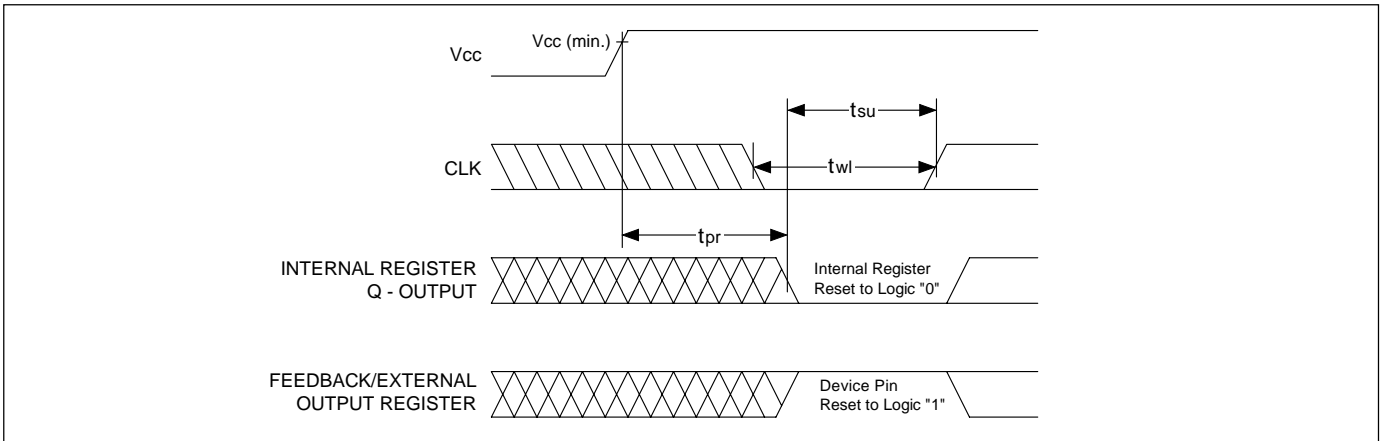 Vcc
Vcc (min.)
tsu
CLK
twl
tpr
INTERNAL REGISTER
Q - OUTPUT
Internal Register
Reset to Logic "0"
FEEDBACK/EXTERNAL
OUTPUT REGISTER
Device Pin
Reset to Logic "1"